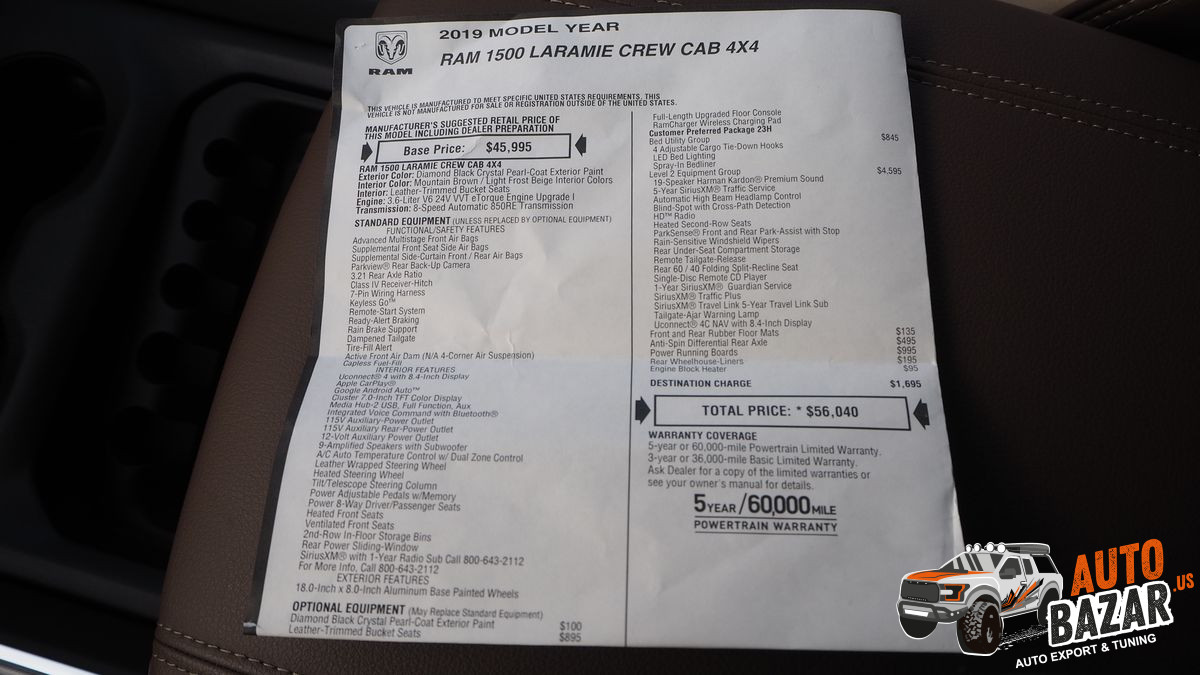 2019 MODEL YEAR
RAM 1500 LARAMIE CREW CAB 4X4
RAM
THIS VEHICLE IS MANUFACTURED TO MEET SPECIFIC UNITED STATES REQUIREMENTS. THIS
VEHICLE IS NOT MANUFACTURED FOR SALE OR REGISTRATION OUTSIDE OF THE UNITED STATES.
MANUFACTURER'S SUGGESTED RETAIL PRICE OF
THIS MODEL INCLUDING DEALER PREPARATION
Base Price: $45,995
RAM 1500 LARAMIE CREW CAB 4X4
Exterior Color: Diamond Black Crystal Pearl-Coat Exterior Paint
Interior Color: Mountain Brown / Light Frost Beige Interior Colors
Interior: Leather-Trimmed Bucket Seats
Engine: 3.6-Liter V6 24V VVT eTorque Engine Upgrade I
Transmission: 8-Speed Automatic 850RE Transmission
STANDARD EQUIPMENT (UNLESS REPLACED BY OPTIONAL EQUIPMENT)
FUNCTIONAL/SAFETY FEATURES
Advanced Multistage Front Air Bags
Supplemental Front Seat Side Air Bags
Supplemental Side-Curtain Front / Rear Air Bags
Parkview® Rear Back-Up Camera
3.21 Rear Axle Ratio
Class IV Receiver-Hitch
7-Pin Wiring Harness
Keyless Go™
Remote-Start System
Ready-Alert Braking
Rain Brake Support
Dampened Tailgate
Tire-Fill Alert
Active Front Air Dam (N/A 4-Corner Air Suspension)
Capless Fuel-Fill
INTERIOR FEATURES
Uconnect® 4 with 8.4-Inch Display
Apple CarPlay®
Google Android Auto™
Cluster 7.0-Inch TFT Color Display
Media Hub-2 USB, Full Function, Aux
Integrated Voice Command with Bluetooth®
115V Auxiliary-Power Outlet
115V Auxiliary Rear-Power Outlet
12-Volt Auxiliary Power Outlet
9-Amplified Speakers with Subwoofer
A/C Auto Temperature Control w/ Dual Zone Control
Leather Wrapped Steering Wheel
Heated Steering Wheel
Tilt/Telescope Steering Column
Power Adjustable Pedals w/Memory
Power 8-Way Driver/Passenger Seats
Heated Front Seats
Ventilated Front Seats
2nd-Row In-Floor Storage Bins
Rear Power Sliding-Window
SiriusXM® with 1-Year Radio Sub Call 800-643-2112
For More Info, Call 800-643-2112
EXTERIOR FEATURES
18.0-Inch x 8.0-Inch Aluminum Base Painted Wheels
OPTIONAL EQUIPMENT (May Replace Standard Equipment)
Diamond Black Crystal Pearl-Coat Exterior Paint $100
Leather-Trimmed Bucket Seats $895
Full-Length Upgraded Floor Console
RamCharger Wireless Charging Pad
Customer Preferred Package 23H
Bed Utility Group $845
4 Adjustable Cargo Tie-Down Hooks
LED Bed Lighting
Spray-In Bedliner
Level 2 Equipment Group $4,595
19-Speaker Harman Kardon® Premium Sound
5-Year SiriusXM® Traffic Service
Automatic High Beam Headlamp Control
Blind-Spot with Cross-Path Detection
HD™ Radio
Heated Second-Row Seats
ParkSense® Front and Rear Park-Assist with Stop
Rain-Sensitive Windshield Wipers
Rear Under-Seat Compartment Storage
Remote Tailgate-Release
Rear 60 / 40 Folding Split-Recline Seat
Single-Disc Remote CD Player
1-Year SiriusXM® Guardian Service
SiriusXM® Traffic Plus
SiriusXM® Travel Link 5-Year Travel Link Sub
Tailgate-Ajar Warning Lamp
Uconnect® 4C NAV with 8.4-Inch Display
Front and Rear Rubber Floor Mats $135
Anti-Spin Differential Rear Axle $495
Power Running Boards $995
Rear Wheelhouse-Liners $195
Engine Block Heater $95
DESTINATION CHARGE $1,695
TOTAL PRICE: * $56,040
WARRANTY COVERAGE
5-year or 60,000-mile Powertrain Limited Warranty.
3-year or 36,000-mile Basic Limited Warranty.
Ask Dealer for a copy of the limited warranties or
see your owner's manual for details.
5 YEAR / 60,000 MILE
POWERTRAIN WARRANTY
AUTO
BAZAR.US
AUTO EXPORT & TUNING